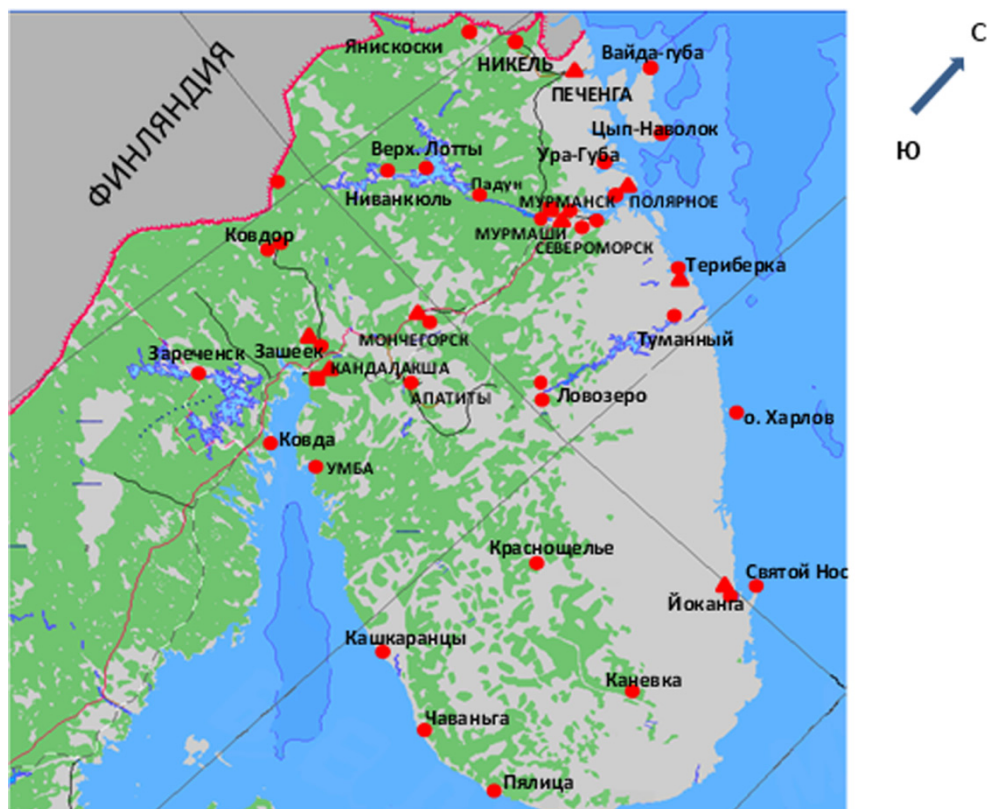 С
Ю
ФИНЛЯНДИЯ
Янискоски
НИКЕЛЬ
Вайда-губа
ПЕЧЕНГА
Цып-Наволок
Верх. Лотты
Ура-Губа
Падун
Ниванкюль
МУРМАНСК
ПОЛЯРНОЕ
МУРМАШИ
СЕВЕРОМОРСК
Ковдор
Териберка
МОНЧЕГОРСК
Туманный
Зареченск
Зашеек
КАНДАЛАКША
АПАТИТЫ
Ловозеро
о. Харлов
Ковда
УМБА
Краснощелье
Святой Нос
Йоканга
Кашкаранцы
Каневка
Чаваньга
Пялица